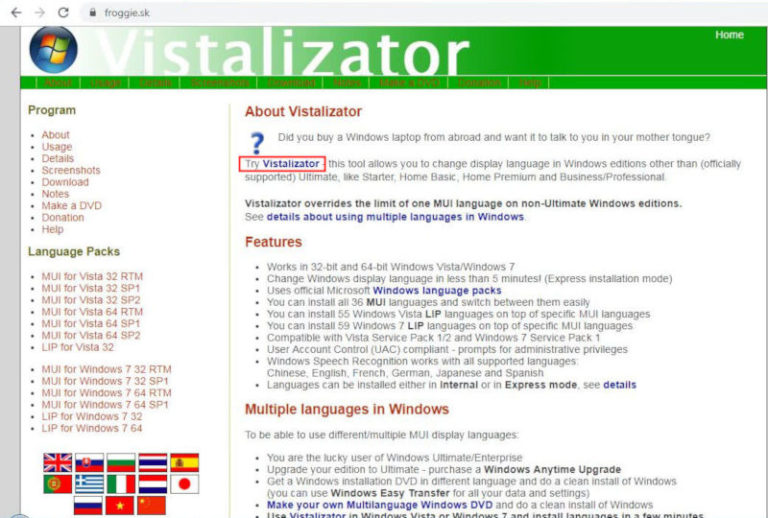 froggie.sk
Home
Vistalizator
About Usage Details Screenshots Download Notes Make a DVD Donation Help
Program
About
Usage
Details
Screenshots
Download
Notes
Make a DVD
Donation
Help
Language Packs
MUI for Vista 32 RTM
MUI for Vista 32 SP1
MUI for Vista 32 SP2
MUI for Vista 64 RTM
MUI for Vista 64 SP1
MUI for Vista 64 SP2
LIP for Vista 32
MUI for Windows 7 32 RTM
MUI for Windows 7 32 SP1
MUI for Windows 7 64 RTM
MUI for Windows 7 64 SP1
LIP for Windows 7 32
LIP for Windows 7 64
About Vistalizator
Did you buy a Windows laptop from abroad and want it to talk to you in your mother tongue?
Try Vistalizator - this tool allows you to change display language in Windows editions other than (officially
supported) Ultimate, like Starter, Home Basic, Home Premium and Business/Professional.
Vistalizator overrides the limit of one MUI language on non-Ultimate Windows editions.
See details about using multiple languages in Windows.
Features
Works in 32-bit and 64-bit Windows Vista/Windows 7
Change Windows display language in less than 5 minutes! (Express installation mode)
Uses official Microsoft Windows language packs
You can install all 36 MUI languages and switch between them easily
You can install 55 Windows Vista LIP languages on top of specific MUI languages
You can install 59 Windows 7 LIP languages on top of specific MUI languages
Compatible with Vista Service Pack 1/2 and Windows 7 Service Pack 1
User Account Control (UAC) compliant - prompts for administrative privileges
Windows Speech Recognition works with all supported languages:
Chinese, English, French, German, Japanese and Spanish
Languages can be installed either in Internal or in Express mode, see details
Multiple languages in Windows
To be able to use different/multiple MUI display languages:
You are the lucky user of Windows Ultimate/Enterprise
Upgrade your edition to Ultimate - purchase a Windows Anytime Upgrade
Get a Windows installation DVD in different language and do a clean install of Windows
(you can use Windows Easy Transfer for all your data and settings)
Make your own Multilanguage Windows DVD and do a clean install of Windows
Use Vistalizator in Windows Vista or Windows 7 and install languages in a few minutes